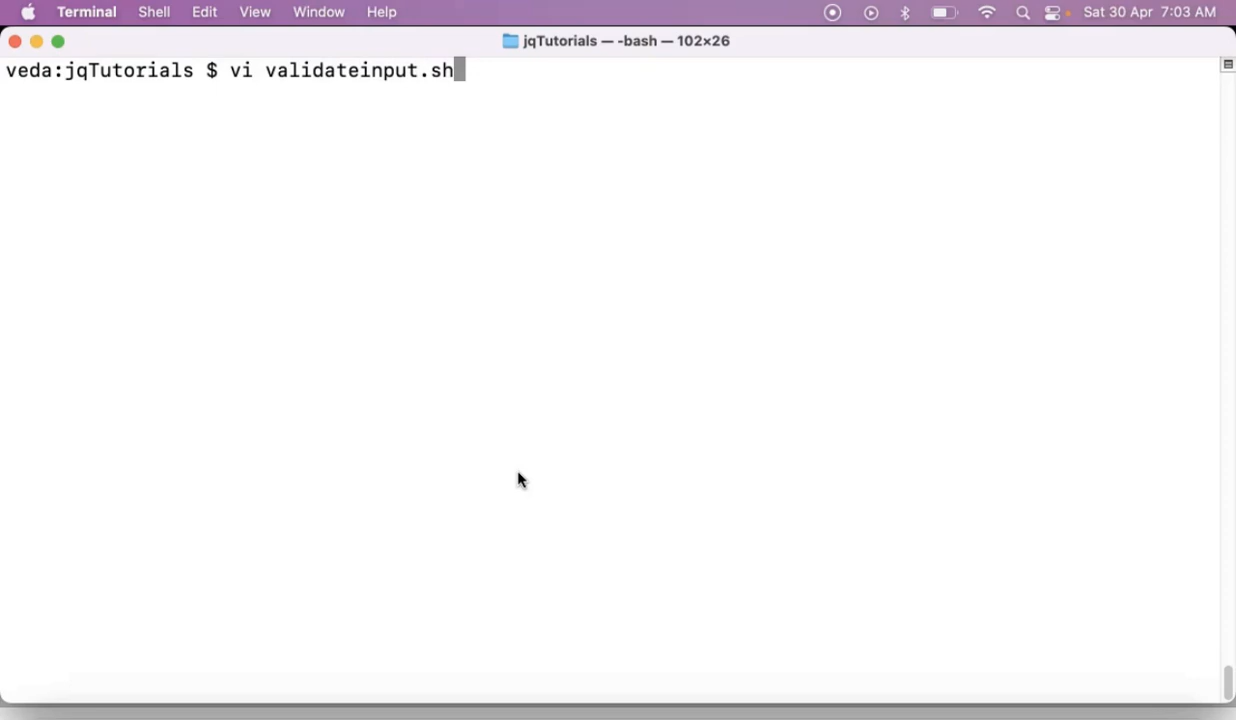 Terminal Shell Edit View Window Help Sat 30 Apr 7:03 AM
jqTutorials — -bash — 102×26
veda:jqTutorials $ vi validateinput.sh